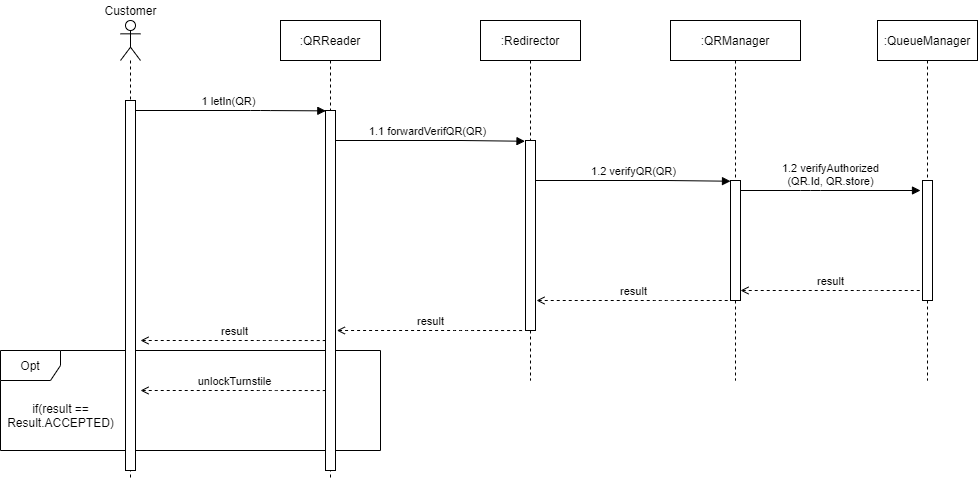 Customer
:QRReader
:Redirector
:QRManager
:QueueManager
1 letIn(QR)
1.1 forwardVerifQR(QR)
1.2 verifyQR(QR)
1.2 verifyAuthorized
(QR.Id, QR.store)
result
result
result
result
Opt
unlockTurnstile
if(result ==
Result.ACCEPTED)